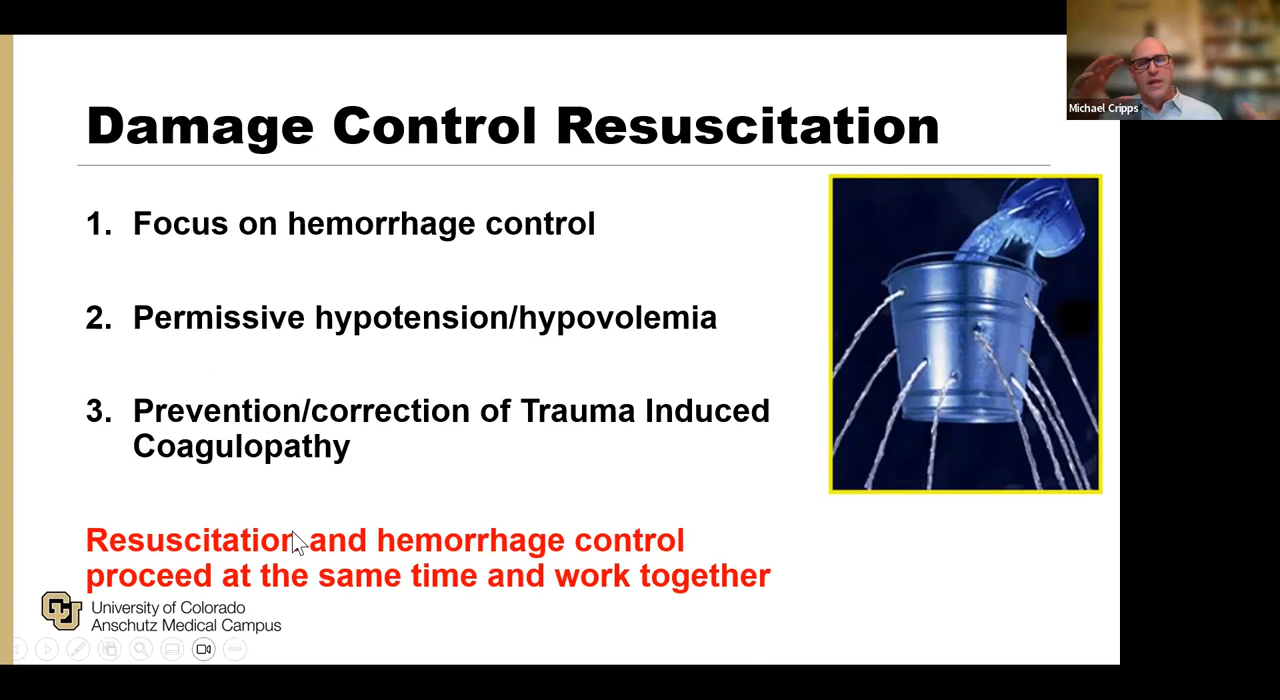 Michael Cripps
Damage Control Resuscitation
1. Focus on hemorrhage control
2. Permissive hypotension/hypovolemia
3. Prevention/correction of Trauma Induced
Coagulopathy
Resuscitation and hemorrhage control
proceed at the same time and work together
University of Colorado
Anschutz Medical Campus